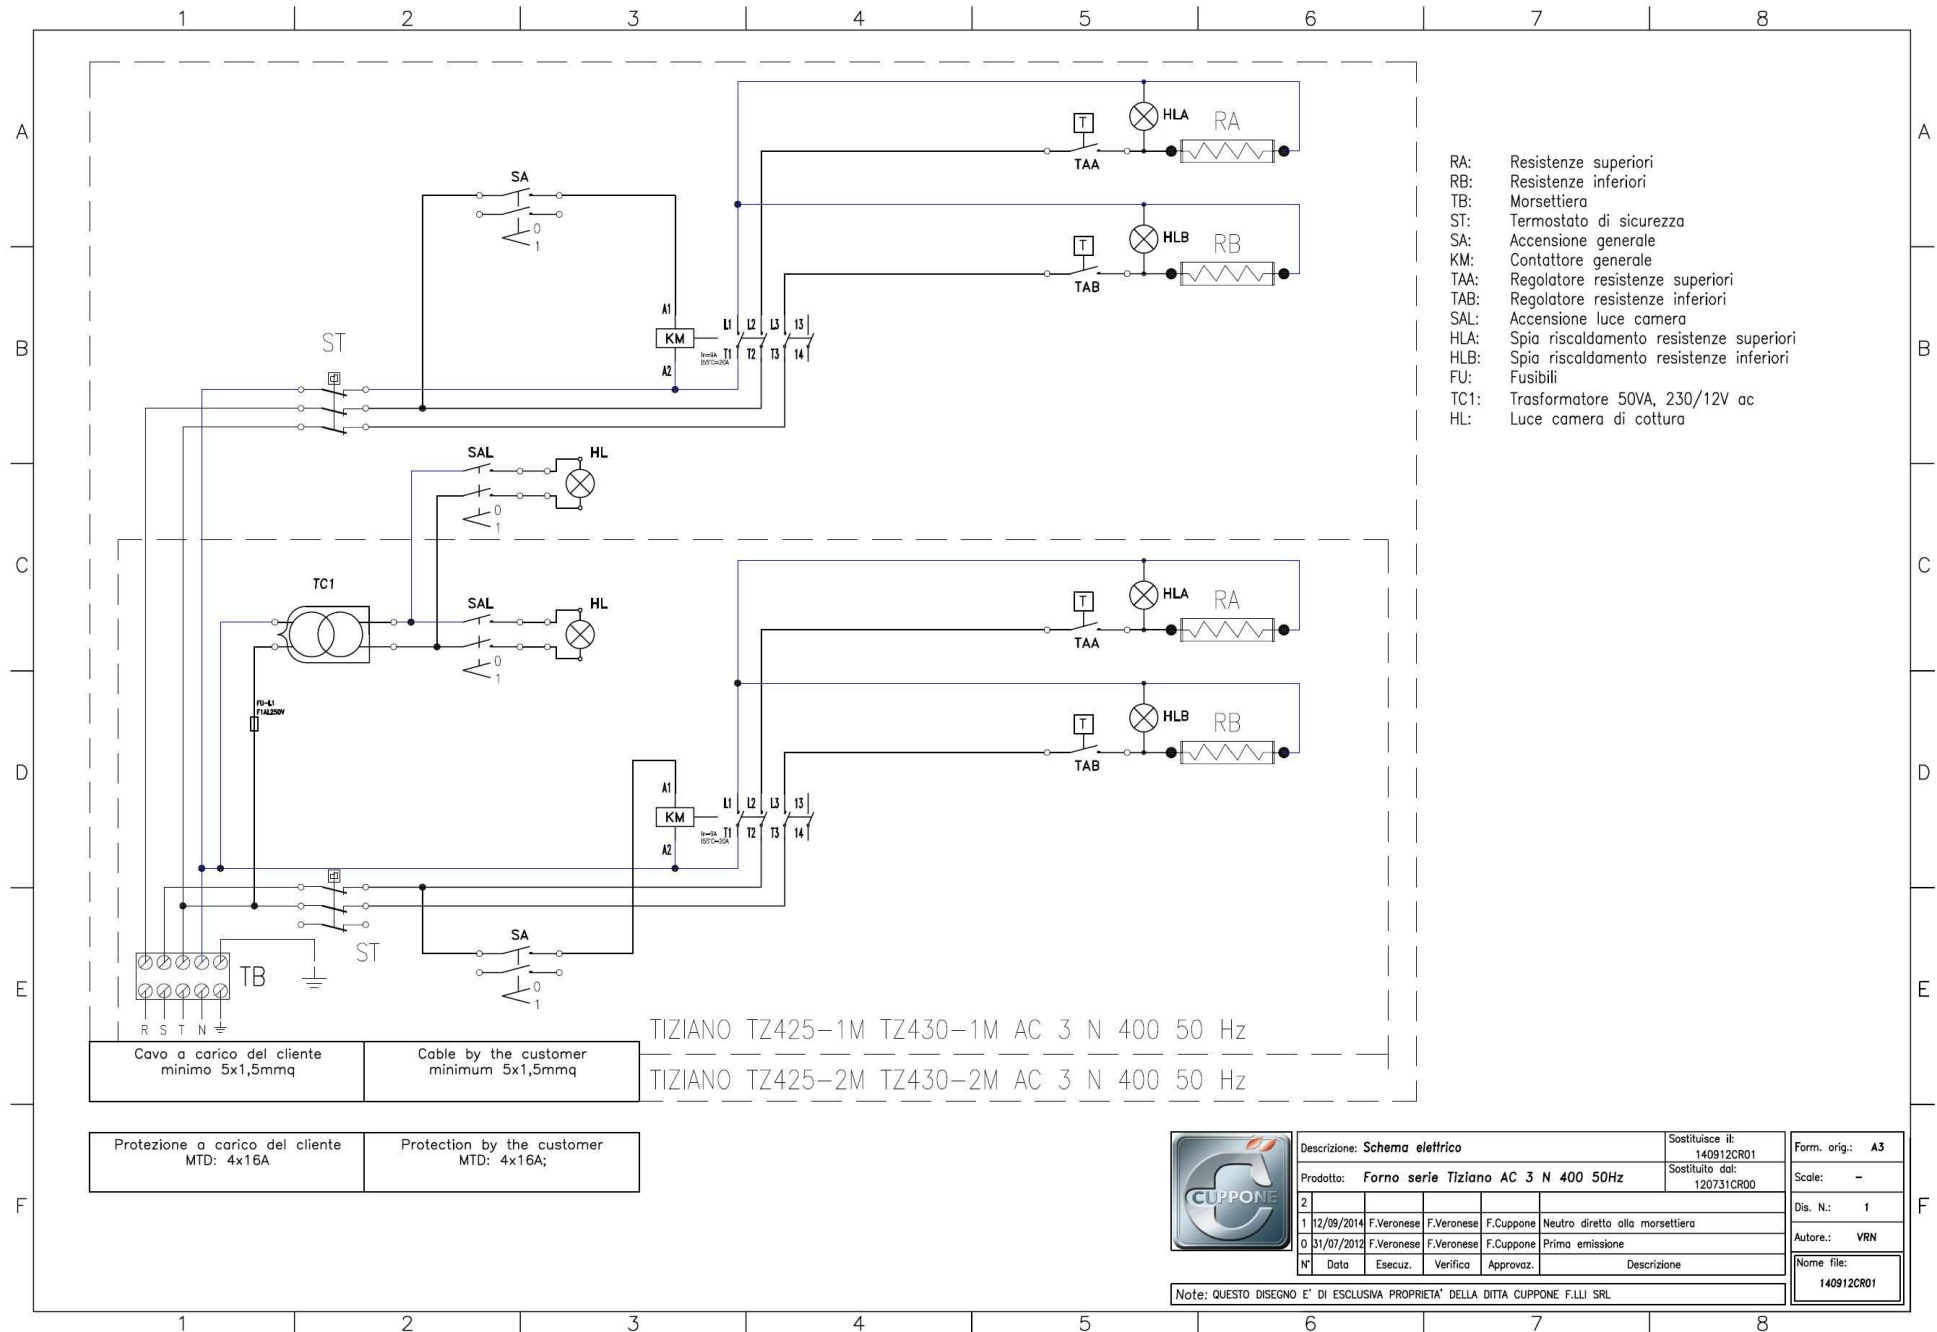 1 2 3 4 5 6 7 8
A A
HLA RA
T
TAA
SA
0
1
HLB RB
T
TAB
RA: Resistenze superiori
RB: Resistenze inferiori
TB: Morsettiera
ST: Termostato di sicurezza
SA: Accensione generale
KM: Contattore generale
TAA: Regolatore resistenze superiori
TAB: Regolatore resistenze inferiori
SAL: Accensione luce camera
HLA: Spia riscaldamento resistenze superiori
HLB: Spia riscaldamento resistenze inferiori
FU: Fusibili
TC1: Trasformatore 50VA, 230/12V ac
HL: Luce camera di cottura
B B
ST
A1
KM
A2
L1 L2 L3 13
T1 T2 T3 14
SAL HL
0
1
C C
TC1
SAL HL
0
1
HLA RA
T
TAA
FU-L1
F1AL250V
HLB RB
T
TAB
D D
A1
KM
A2
L1 L2 L3 13
T1 T2 T3 14
ST
SA
0
1
TB
E E
R S T N
TIZIANO TZ425-1M TZ430-1M AC 3 N 400 50 Hz
TIZIANO TZ425-2M TZ430-2M AC 3 N 400 50 Hz
Cavo a carico del cliente
minimo 5x1,5mmq
Cable by the customer
minimum 5x1,5mmq
Protezione a carico del cliente
MTD: 4x16A
Protection by the customer
MTD: 4x16A;
F F
CUPPONE
Descrizione: Schema elettrico
Sostituisce il:
140912CR01
Prodotto: Forno serie Tiziano AC 3 N 400 50Hz
Sostituito dal:
120731CR00
2
1 12/09/2014 F.Veronese F.Veronese F.Cuppone Neutro diretto alla morsettiera
0 31/07/2012 F.Veronese F.Veronese F.Cuppone Prima emissione
N° Data Esecuz. Verifica Approvaz. Descrizione
Form. orig.: A3
Scale: -
Dis. N.: 1
Autore.: VRN
Nome file:
140912CR01
Note: QUESTO DISEGNO E' DI ESCLUSIVA PROPRIETA' DELLA DITTA CUPPONE F.LLI SRL
1 2 3 4 5 6 7 8